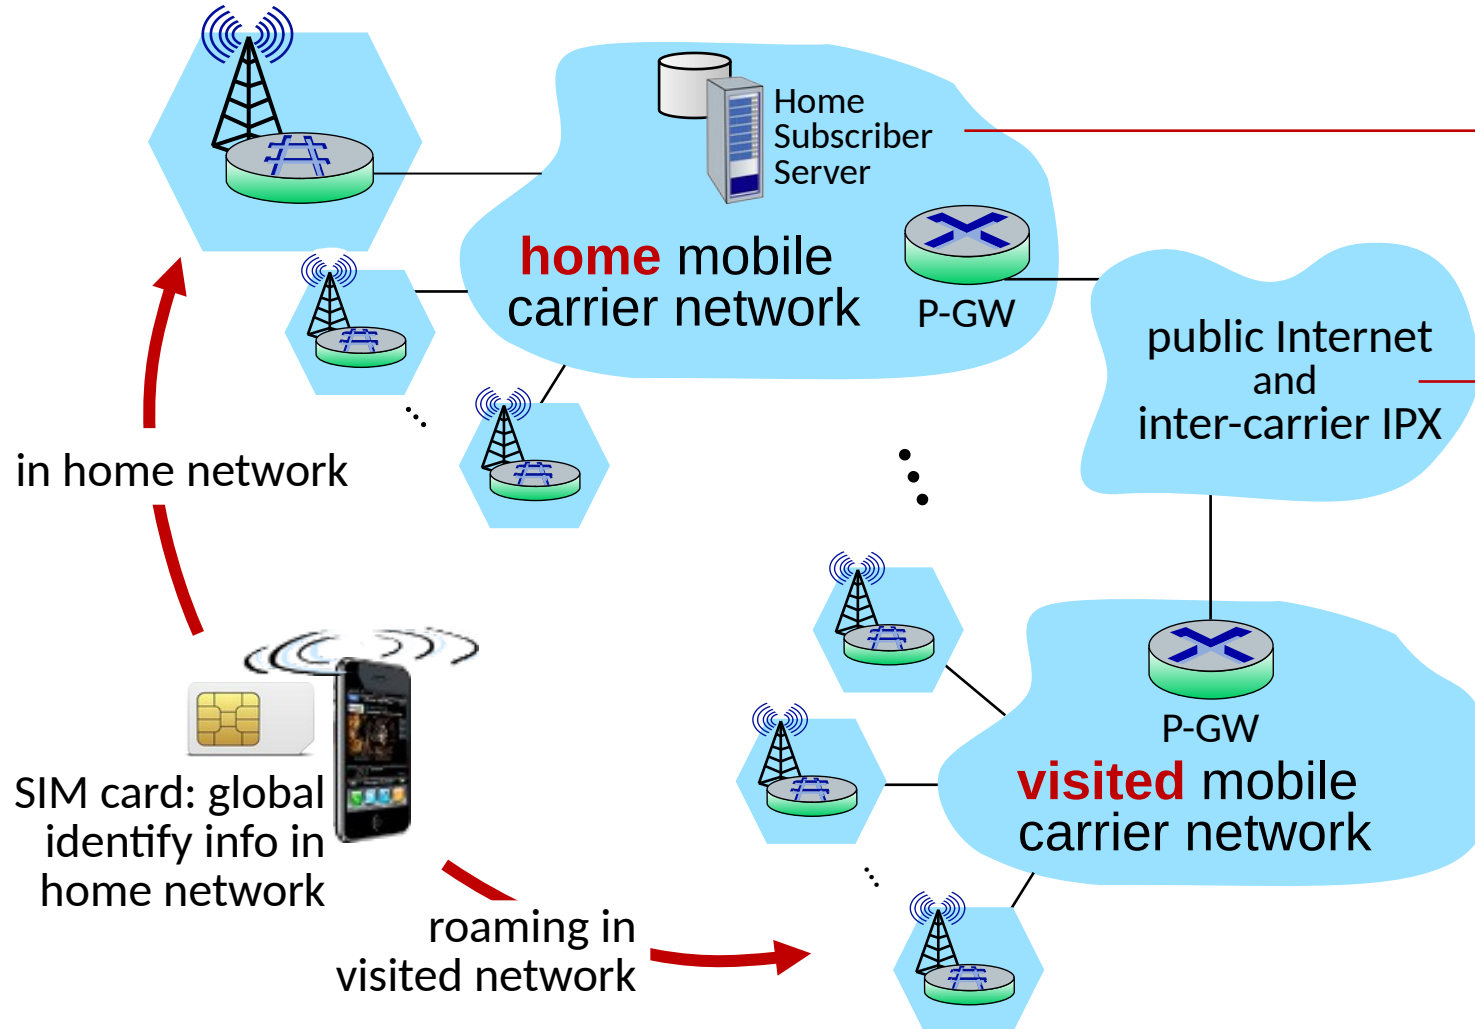 Home
Subscriber
Server
home mobile
carrier network
P-GW
public Internet
and
inter-carrier IPX
in home network
SIM card: global
identify info in
home network
roaming in
visited network
P-GW
visited mobile
carrier network